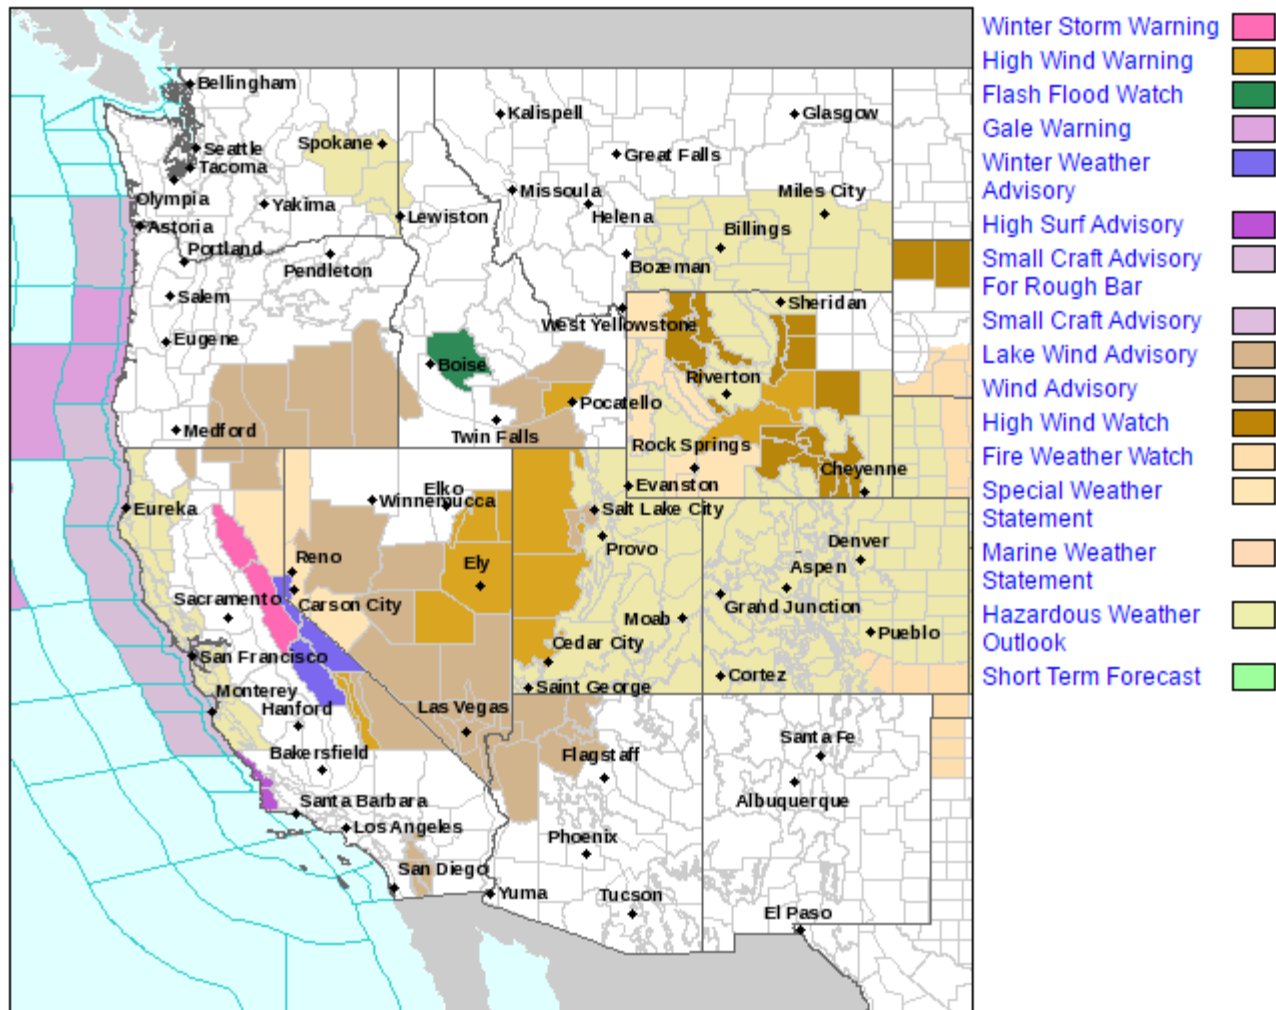 Bellingham
Kalispell
Glasgow
Spokane
Seattle
Great Falls
Tacoma
Missoula
Miles City
Olympia
Yakima
Helena
Lewiston
Astoria
Billings
Portland
Pendleton
Bozeman
Salem
Sheridan
West Yellowstone
Eugene
Boise
Riverton
Pocatello
Medford
Twin Falls
Rock Springs
Cheyenne
Evanston
Elko
Winnemucca
Eureka
Salt Lake City
Provo
Denver
Reno
Ely
Aspen
Sacramento
Carson City
Grand Junction
Moab
Pueblo
Cedar City
San Francisco
Cortez
Saint George
Monterey
Hanford
Las Vegas
Santa Fe
Bakersfield
Flagstaff
Albuquerque
Santa Barbara
Los Angeles
Phoenix
San Diego
Yuma
Tucson
El Paso
Winter Storm Warning
High Wind Warning
Flash Flood Watch
Gale Warning
Winter Weather
Advisory
High Surf Advisory
Small Craft Advisory
For Rough Bar
Small Craft Advisory
Lake Wind Advisory
Wind Advisory
High Wind Watch
Fire Weather Watch
Special Weather
Statement
Marine Weather
Statement
Hazardous Weather
Outlook
Short Term Forecast